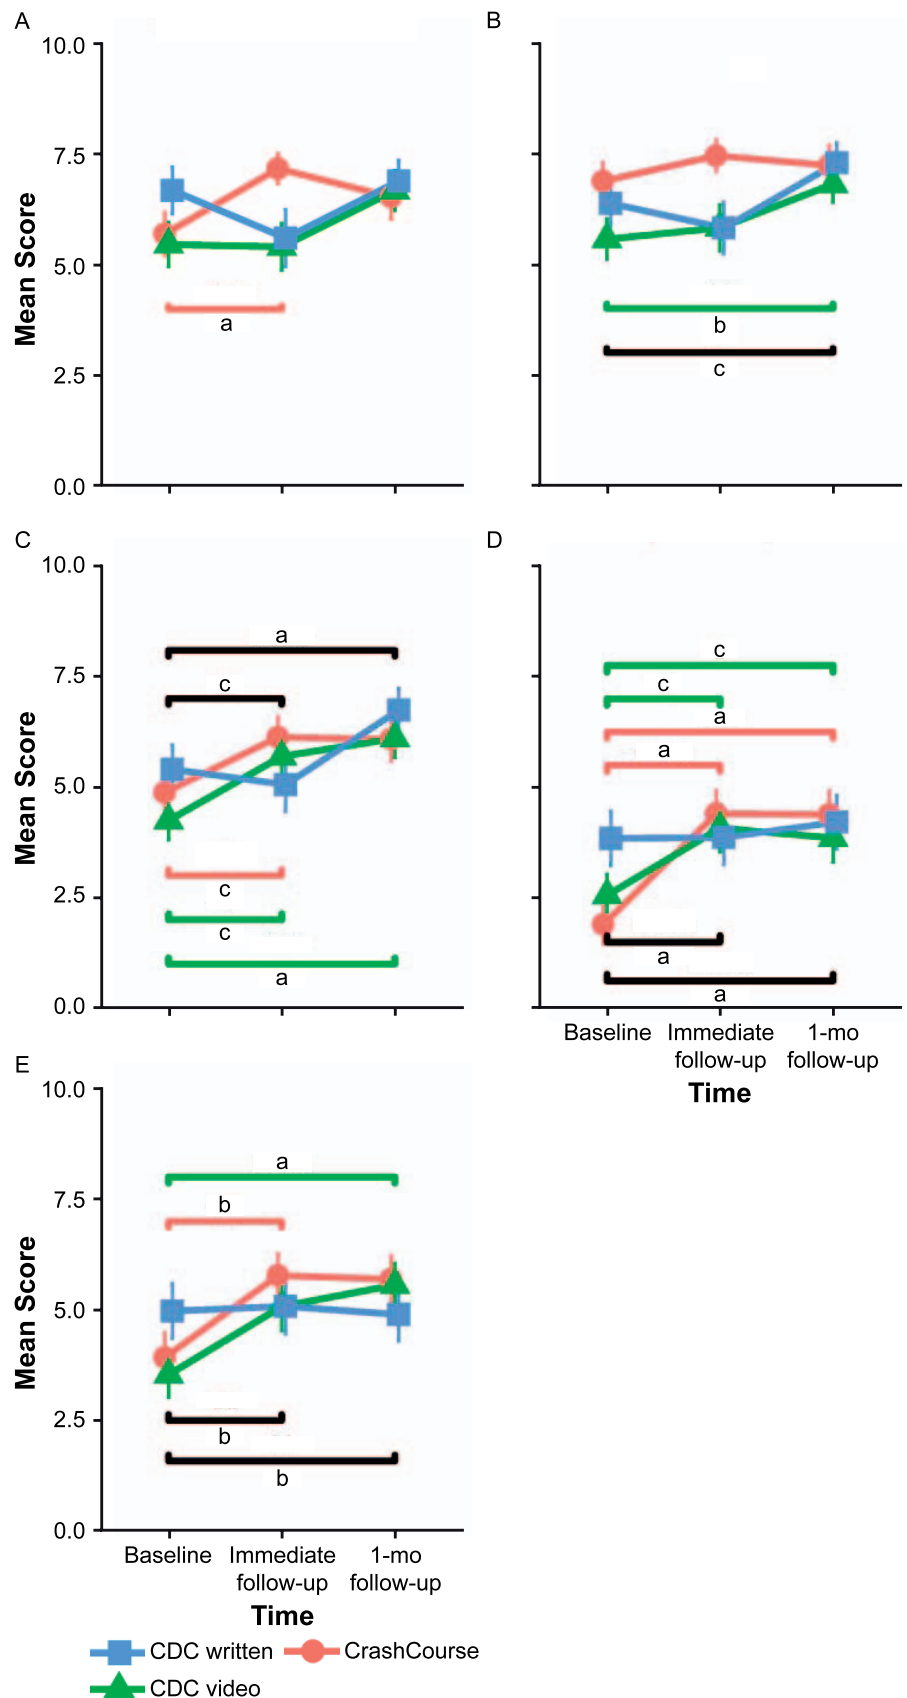 A
10.0
7.5
5.0
2.5
0.0
Mean Score
a
B
b
c
C
10.0
7.5
5.0
2.5
0.0
Mean Score
a
c
c
c
a
D
c
c
a
a
a
a
Baseline
Immediate
follow-up
1-mo
follow-up
Time
E
10.0
7.5
5.0
2.5
0.0
Mean Score
a
b
b
b
Baseline
Immediate
follow-up
1-mo
follow-up
Time
CDC written
CrashCourse
CDC video